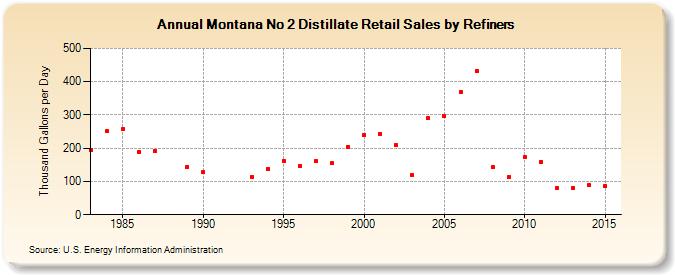 Annual Montana No 2 Distillate Retail Sales by Refiners
Thousand Gallons per Day
500
400
300
200
100
0
1985 1990 1995 2000 2005 2010 2015
Source: U.S. Energy Information Administration